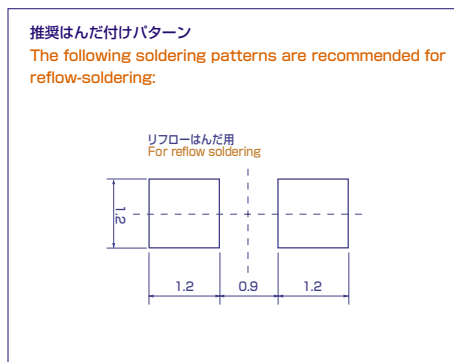 推奨はんだ付けパターン
The following soldering patterns are recommended for
reflow-soldering:
リフローはんだ用
For reflow soldering
1.2
1.2
0.9
1.2